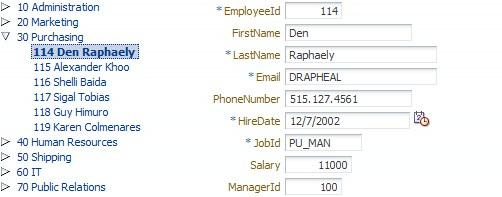 10 Administration
20 Marketing
30 Purchasing
114 Den Raphaely
115 Alexander Khoo
116 Shelli Baida
117 Sigal Tobias
118 Guy Himuro
119 Karen Colmenares
40 Human Resources
50 Shipping
60 IT
70 Public Relations
* EmployeeId 114
FirstName Den
* LastName Raphaely
* Email DRAPHEAL
PhoneNumber 515.127.4561
* HireDate 12/7/2002
* JobId PU_MAN
Salary 11000
ManagerId 100